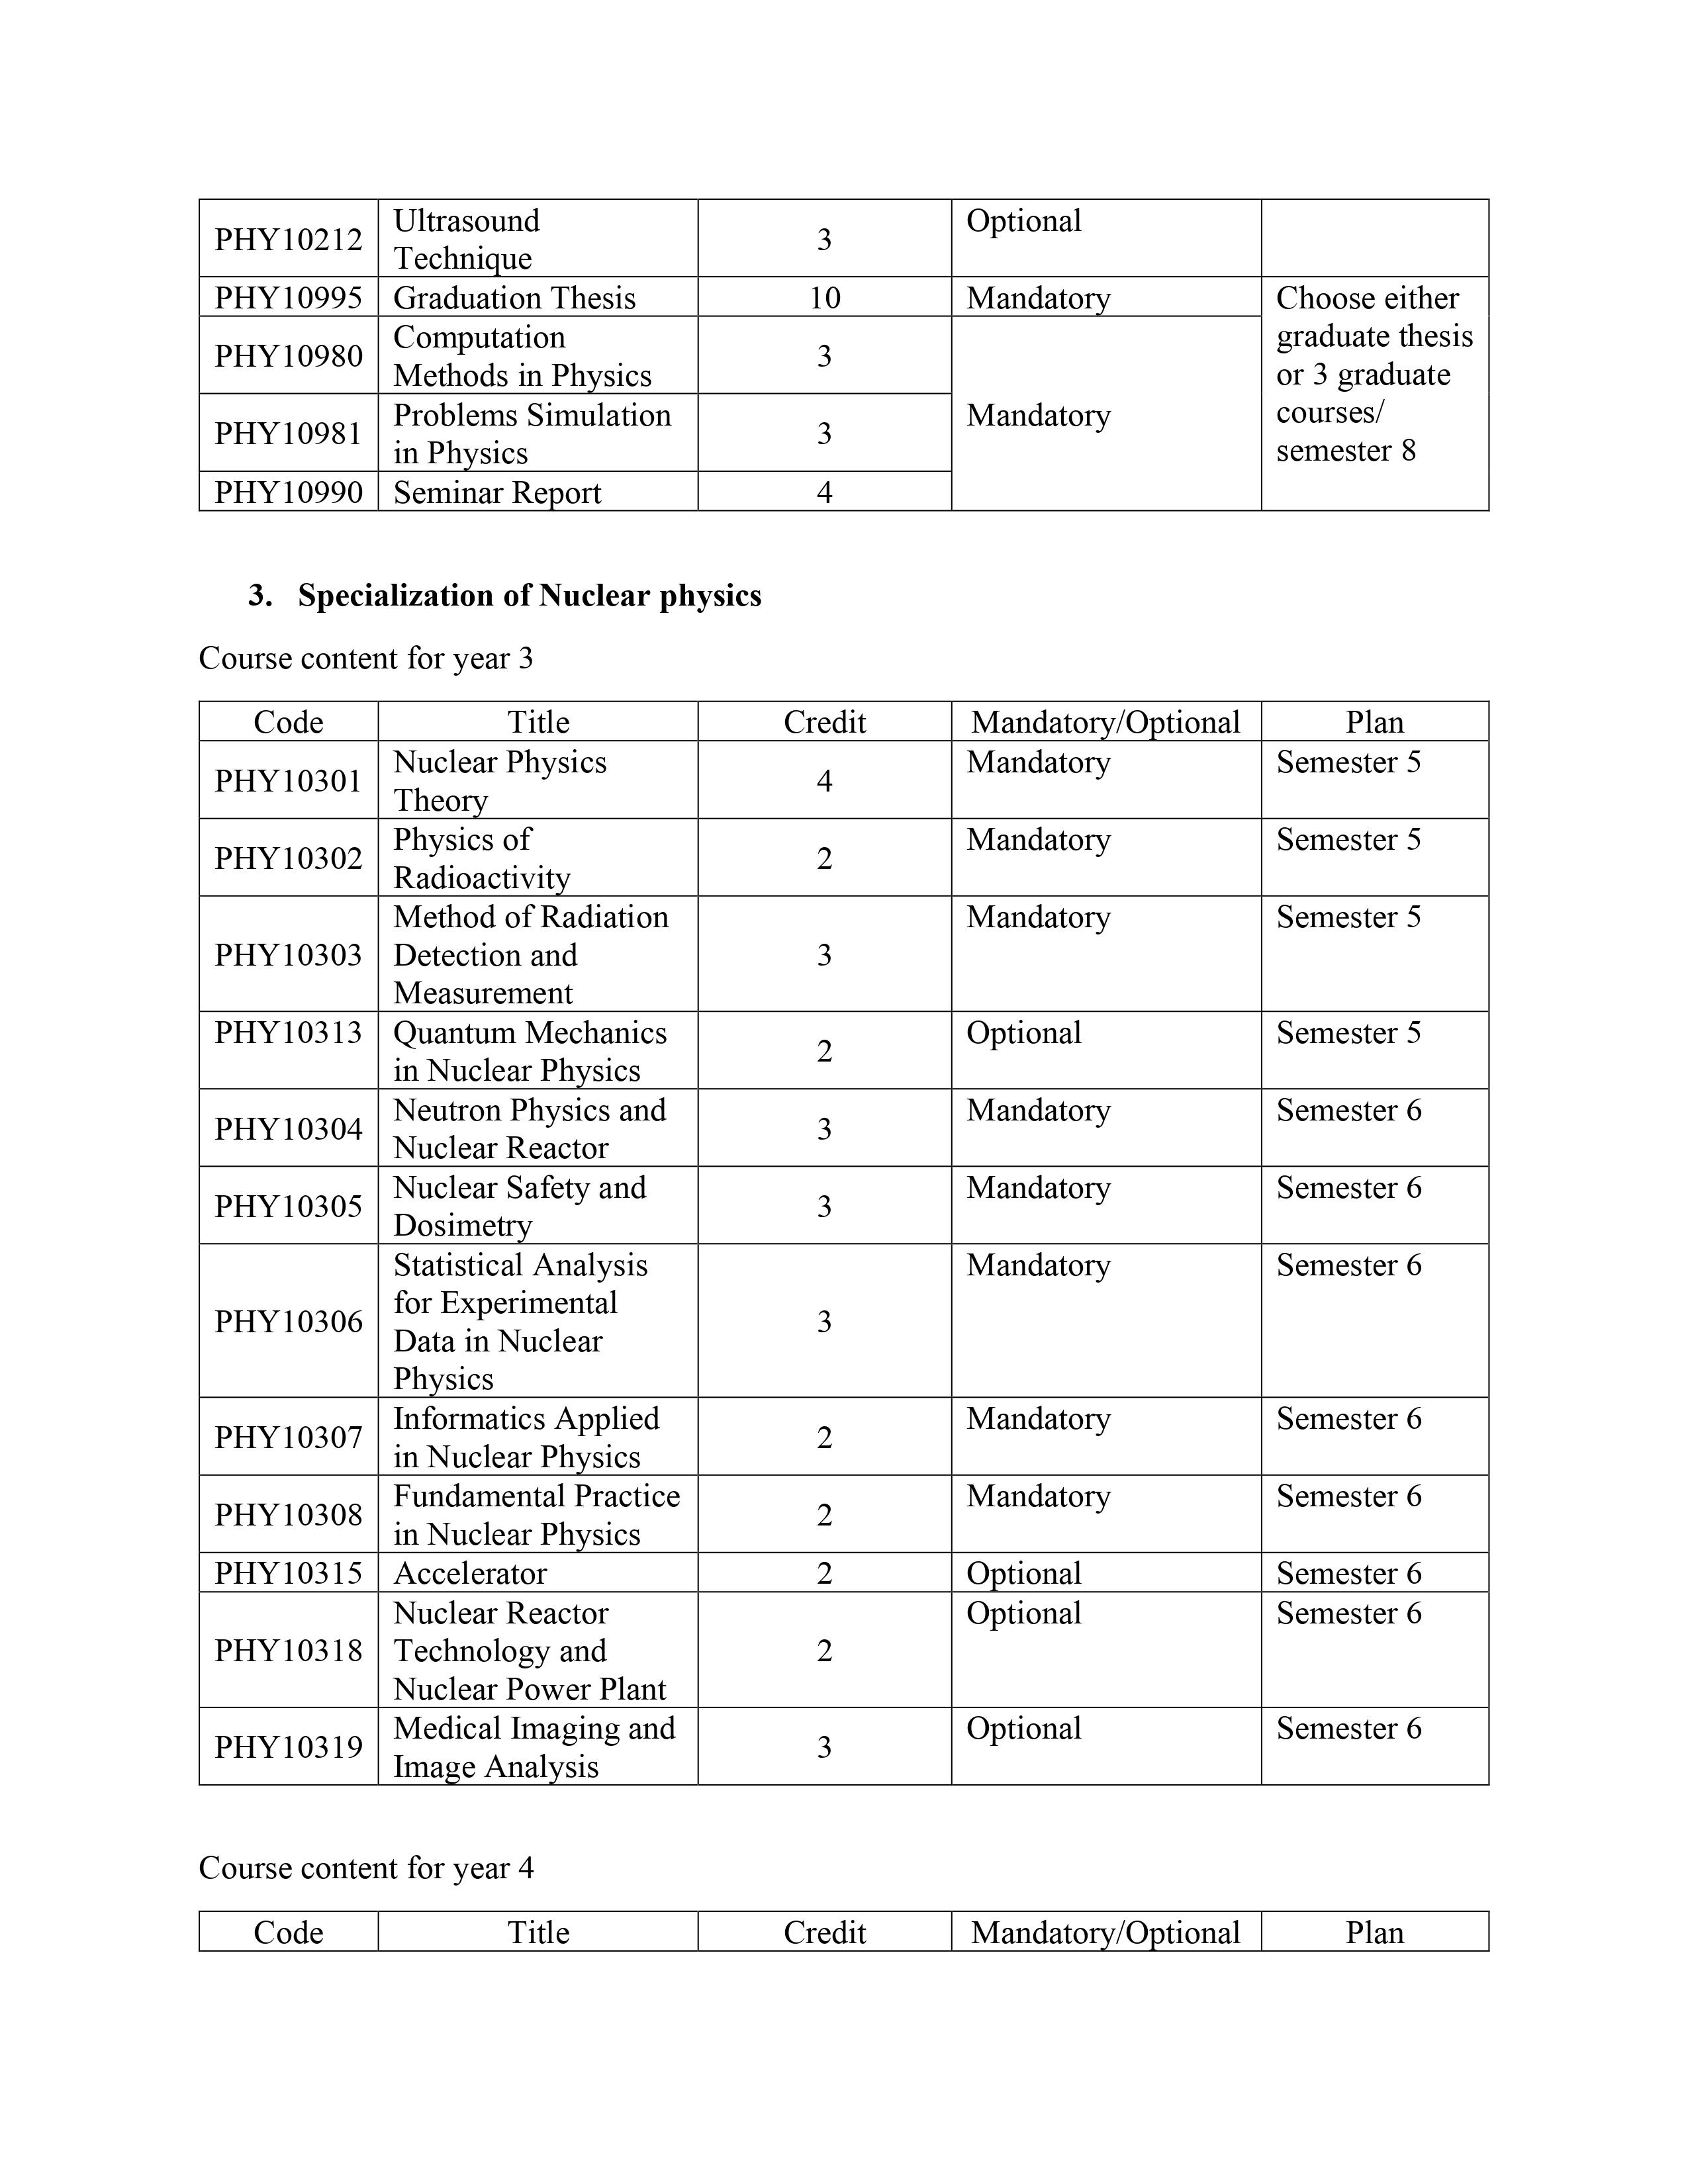 PHY10212 Ultrasound Technique 3 Optional
PHY10995 Graduation Thesis 10 Mandatory Choose either graduate thesis or 3 graduate courses/ semester 8
PHY10980 Computation Methods in Physics 3 Mandatory
PHY10981 Problems Simulation in Physics 3
PHY10990 Seminar Report 4
3. Specialization of Nuclear physics
Course content for year 3
Code Title Credit Mandatory/Optional Plan
PHY10301 Nuclear Physics Theory 4 Mandatory Semester 5
PHY10302 Physics of Radioactivity 2 Mandatory Semester 5
PHY10303 Method of Radiation Detection and Measurement 3 Mandatory Semester 5
PHY10313 Quantum Mechanics in Nuclear Physics 2 Optional Semester 5
PHY10304 Neutron Physics and Nuclear Reactor 3 Mandatory Semester 6
PHY10305 Nuclear Safety and Dosimetry 3 Mandatory Semester 6
PHY10306 Statistical Analysis for Experimental Data in Nuclear Physics 3 Mandatory Semester 6
PHY10307 Informatics Applied in Nuclear Physics 2 Mandatory Semester 6
PHY10308 Fundamental Practice in Nuclear Physics 2 Mandatory Semester 6
PHY10315 Accelerator 2 Optional Semester 6
PHY10318 Nuclear Reactor Technology and Nuclear Power Plant 2 Optional Semester 6
PHY10319 Medical Imaging and Image Analysis 3 Optional Semester 6
Course content for year 4
Code Title Credit Mandatory/Optional Plan